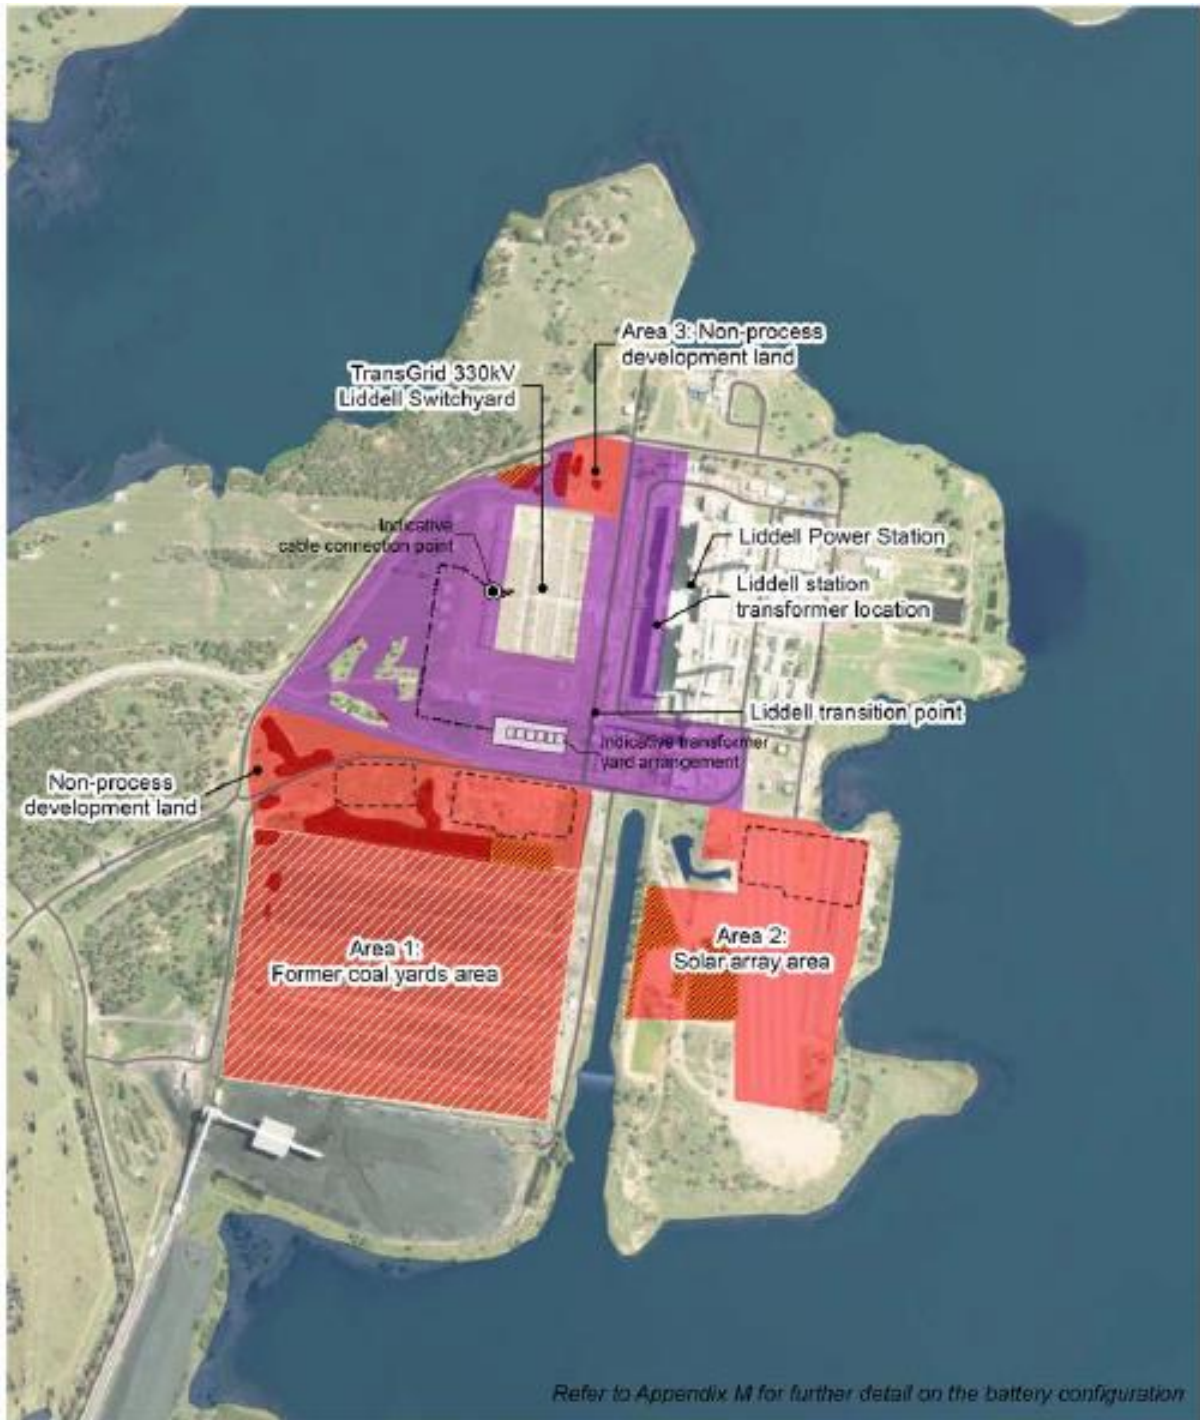 Area 3: Non-process
development land
TransGrid 330kV
Liddell Switchyard
Indicative
cable connection point
Liddell Power Station
Liddell station
transformer location
Liddell transition point
Indicative transformer
yard arrangement
Non-process
development land
Area 1:
Former coal yards area
Area 2:
Solar array area
Refer to Appendix M for further detail on the battery configuration